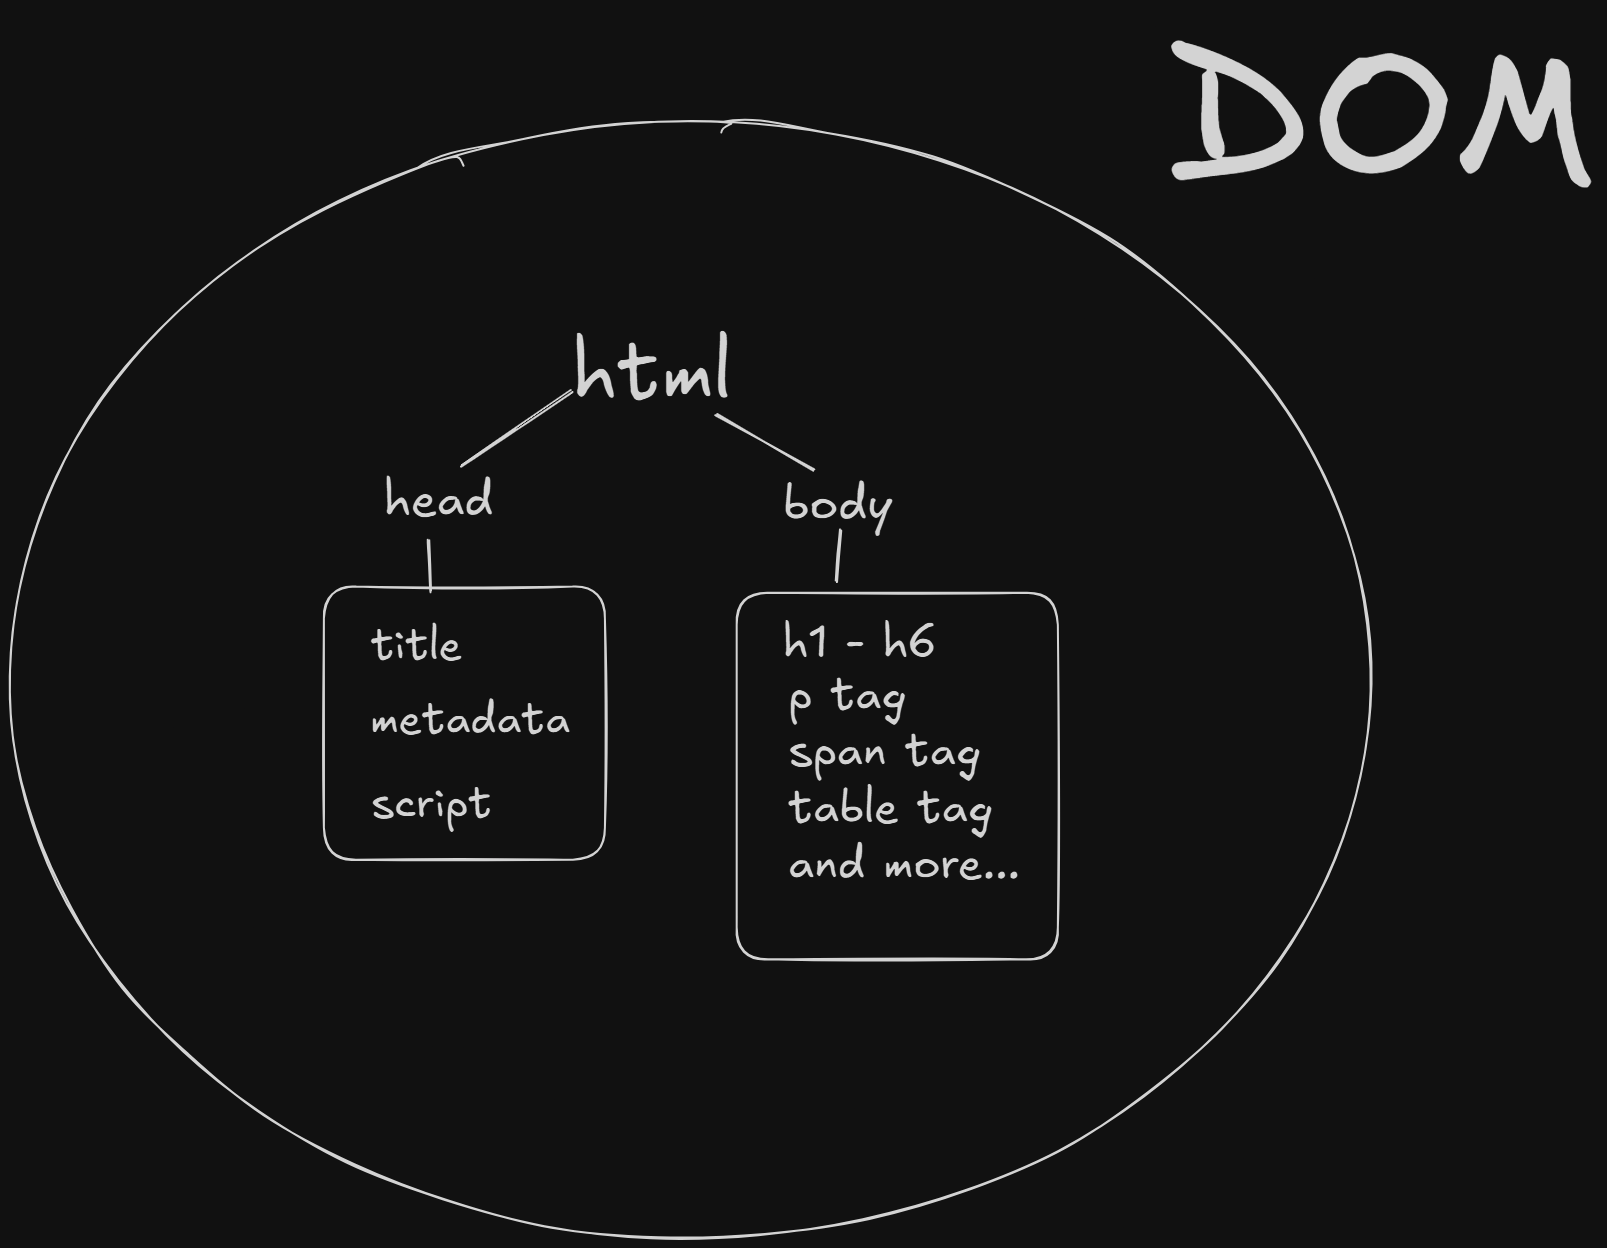 DOM
html
head
body
title
metadata
script
h1 - h6
p tag
span tag
table tag
and more...